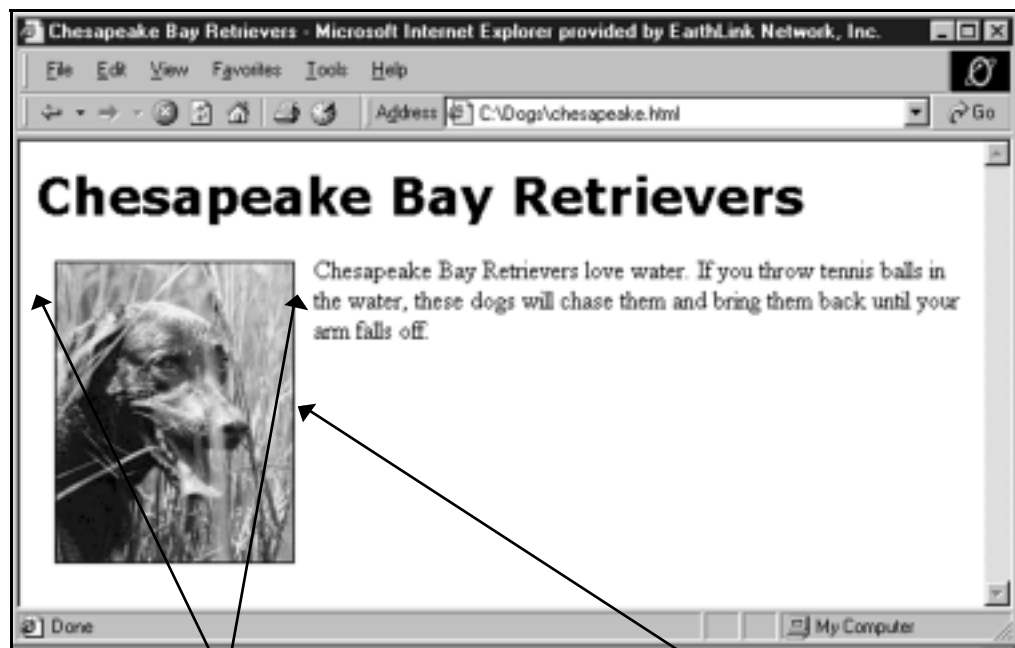 Chesapeake Bay Retrievers - Microsoft Internet Explorer provided by EarthLink Network, Inc.
File Edit View Favorites Tools Help
Address C:\Dogs\chesapeake.html Go
Chesapeake Bay Retrievers
Chesapeake Bay Retrievers love water. If you throw tennis balls in
the water, these dogs will chase them and bring them back until your
arm falls off.
Done My Computer